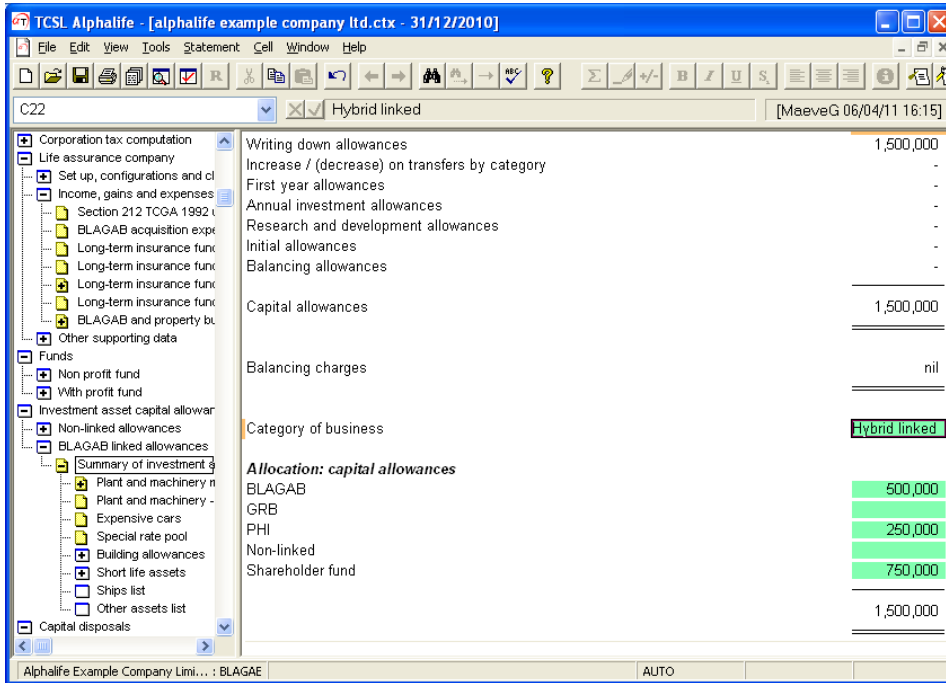 TCSL Alphalife - [alphalife example company ltd.ctx - 31/12/2010]
File Edit View Tools Statement Cell Window Help
R ABC ? Σ +/- B I U S
C22 Hybrid linked [MaeveG 06/04/11 16:15]
Corporation tax computation
Life assurance company
Set up, configurations and cl
Income, gains and expenses
Section 212 TCGA 1992 u
BLAGAB acquisition expe
Long-term insurance func
Long-term insurance func
Long-term insurance func
Long-term insurance func
BLAGAB and property bu
Other supporting data
Funds
Non profit fund
With profit fund
Investment asset capital allowar
Non-linked allowances
BLAGAB linked allowances
Summary of investment a
Plant and machinery m
Plant and machinery -
Expensive cars
Special rate pool
Building allowances
Short life assets
Ships list
Other assets list
Capital disposals
Writing down allowances 1,500,000
Increase / (decrease) on transfers by category -
First year allowances -
Annual investment allowances -
Research and development allowances -
Initial allowances -
Balancing allowances -
Capital allowances 1,500,000
Balancing charges nil
Category of business Hybrid linked
Allocation: capital allowances
BLAGAB 500,000
GRB
PHI 250,000
Non-linked
Shareholder fund 750,000
1,500,000
Alphalife Example Company Limi... : BLAGAE AUTO